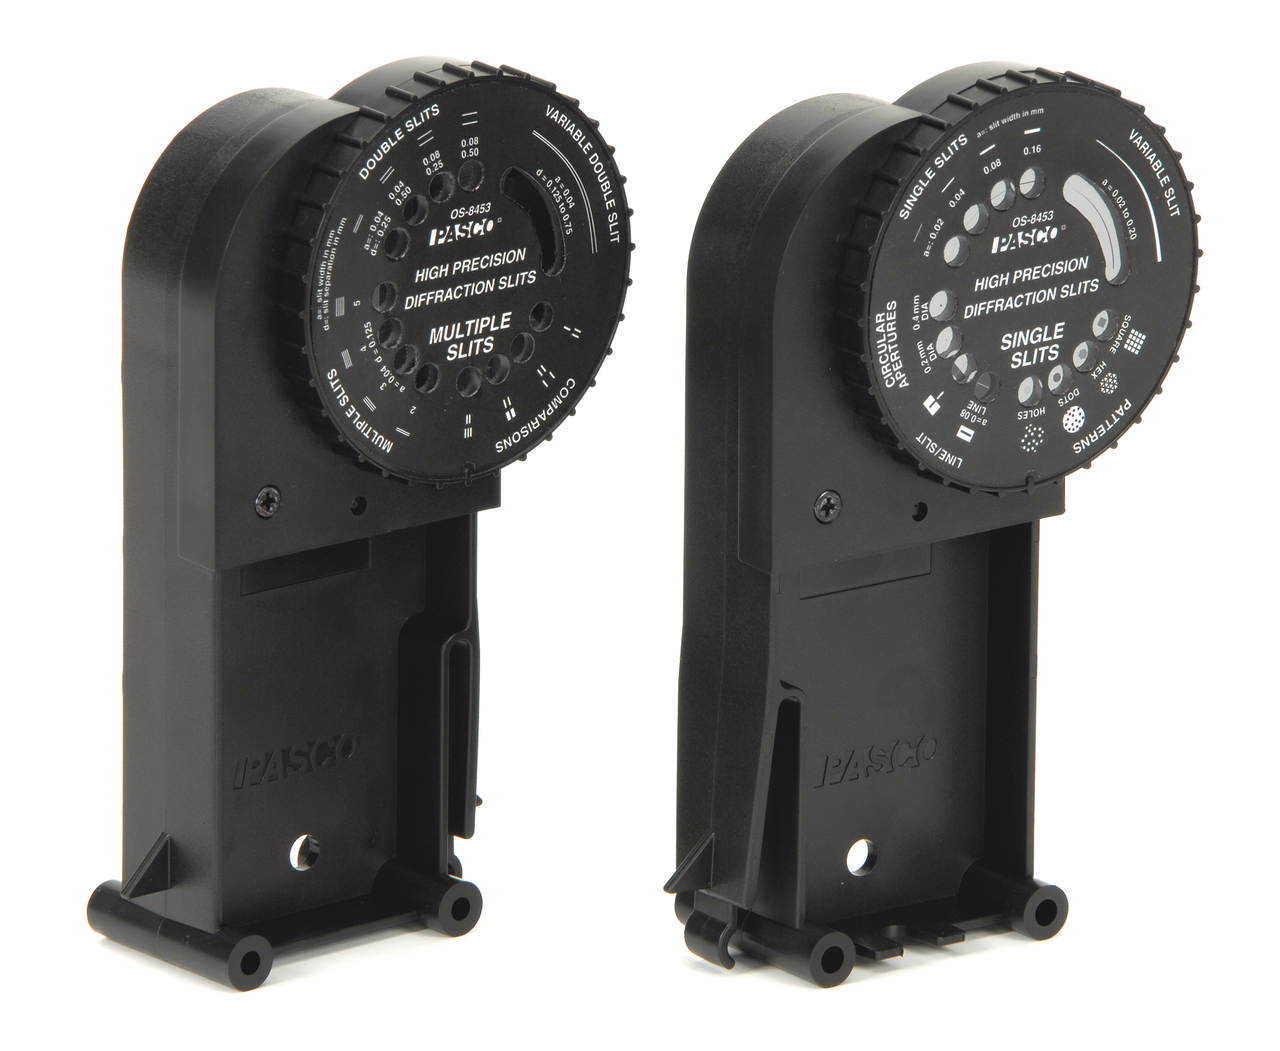 DOUBLE SLITS
VARIABLE DOUBLE SLIT
0.04
0.50
0.08
0.25
0.08
0.50
a=: 0.04
d=: 0.25
a=: slit width in mm
d=: slit separation in mm
a = 0.04
d = 0.125 to 0.75
OS-8453
PASCO
HIGH PRECISION
DIFFRACTION SLITS
MULTIPLE
SLITS
5
4
3
2
a = 0.04 d = 0.125
MULTIPLE SLITS
COMPARISONS
PASCO
SINGLE SLITS
a=: slit width in mm
VARIABLE SLIT
a=: 0.02
0.04
0.08
0.16
a = 0.02 to 0.20
OS-8453
PASCO
HIGH PRECISION
DIFFRACTION SLITS
SINGLE
SLITS
CIRCULAR
APERTURES
0.2 mm
DIA
0.4 mm
DIA
LINE
a=0.08
LINE/SLIT
HOLES
DOTS
HEX
SQUARE
PATTERNS
PASCO